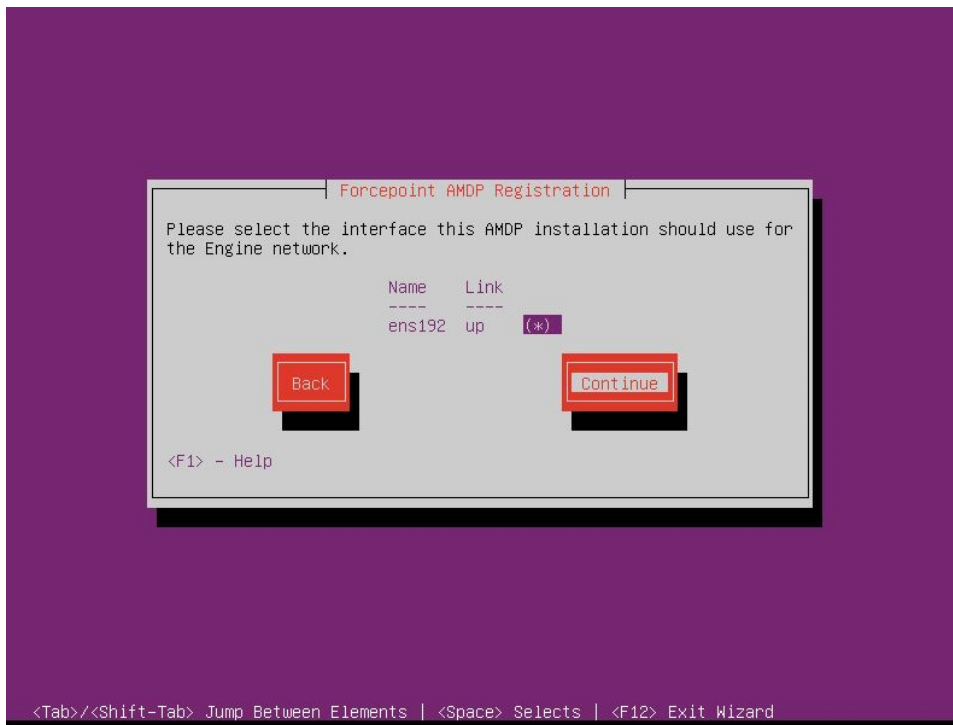 Forcepoint AMDP Registration
Please select the interface this AMDP installation should use for
the Engine network.
Name Link
---- ----
ens192 up (*)
Back Continue
<F1> - Help
<Tab>/<Shift-Tab> Jump Between Elements | <Space> Selects | <F12> Exit Wizard